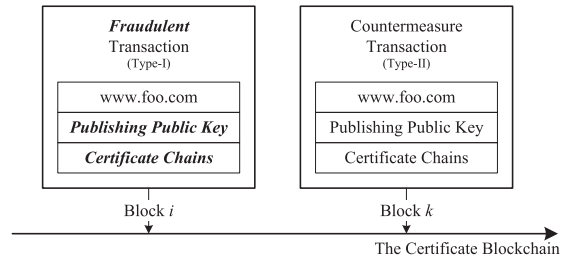 Fraudulent
Transaction
(Type-I)
www.foo.com
Publishing Public Key
Certificate Chains
Block i
Countermeasure
Transaction
(Type-II)
www.foo.com
Publishing Public Key
Certificate Chains
Block k
The Certificate Blockchain